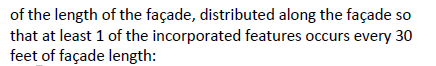 of the length of the façade, distributed along the façade so
that at least 1 of the incorporated features occurs every 30
feet of façade length: